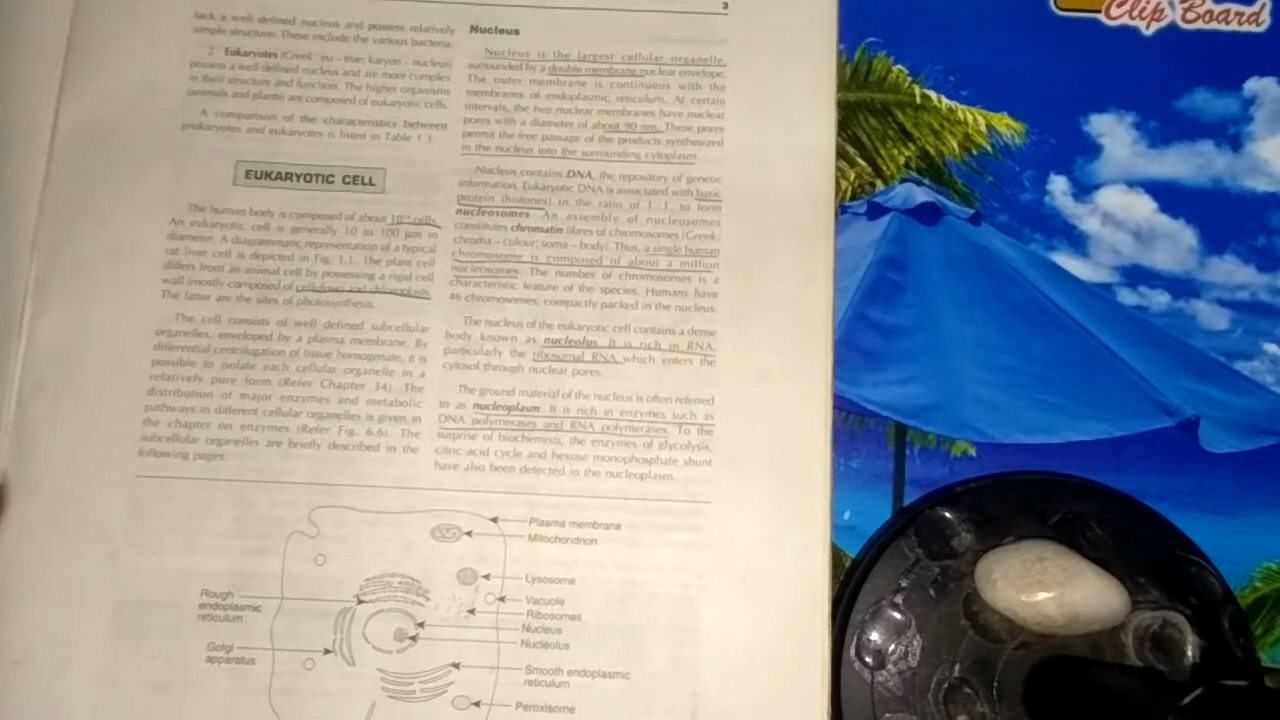 3
lack a well defined nucleus and possess relatively
simple structure. These include the various bacteria.
2. Eukaryotes (Greek : eu – true; karyon – nucleus)
possess a well defined nucleus and are more complex
in their structure and function. The higher organisms
(animals and plants) are composed of eukaryotic cells.
A comparison of the characteristics between
prokaryotes and eukaryotes is listed in Table 1.3.
EUKARYOTIC CELL
The human body is composed of about cells.
An eukaryotic cell is generally 10 to 100 µm in
diameter. A diagrammatic representation of a typical
rat liver cell is depicted in Fig. 1.1. The plant cell
differs from an animal cell by possessing a rigid cell
wall (mostly composed of cellulose) and chloroplasts.
The latter are the sites of photosynthesis.
The cell consists of well defined subcellular
organelles, enveloped by a plasma membrane. By
differential centrifugation of tissue homogenate, it is
possible to isolate each cellular organelle in a
relatively pure form (Refer Chapter 34). The
distribution of major enzymes and metabolic
pathways in different cellular organelles is given in
the chapter on enzymes (Refer Fig. 6.6). The
subcellular organelles are briefly described in the
following pages.
Nucleus
Nucleus is the largest cellular organelle,
surrounded by a double membrane nuclear envelope.
The outer membrane is continuous with the
membranes of endoplasmic reticulum. At certain
intervals, the two nuclear membranes have nuclear
pores with a diameter of about 90 nm. These pores
permit the free passage of the products synthesized
in the nucleus into the surrounding cytoplasm.
Nucleus contains DNA, the repository of genetic
information. Eukaryotic DNA is associated with basic
protein (histones) in the ratio of 1 : 1, to form
nucleosomes. An assembly of nucleosomes
constitutes chromatin fibres of chromosomes (Greek:
chroma – colour; soma – body). Thus, a single human
chromosome is composed of about a million
nucleosomes. The number of chromosomes is a
characteristic feature of the species. Humans have
46 chromosomes, compactly packed in the nucleus.
The nucleus of the eukaryotic cell contains a dense
body known as nucleolus. It is rich in RNA,
particularly the ribosomal RNA which enters the
cytosol through nuclear pores.
The ground material of the nucleus is often referred
to as nucleoplasm. It is rich in enzymes such as
DNA polymerases and RNA polymerases. To the
surprise of biochemists, the enzymes of glycolysis,
citric acid cycle and hexose monophosphate shunt
have also been detected in the nucleoplasm.
Plasma membrane
Mitochondrion
Lysosome
Vacuole
Ribosomes
Nucleus
Nucleolus
Smooth endoplasmic
reticulum
Peroxisome
Rough
endoplasmic
reticulum
Golgi
apparatus
Clip Board